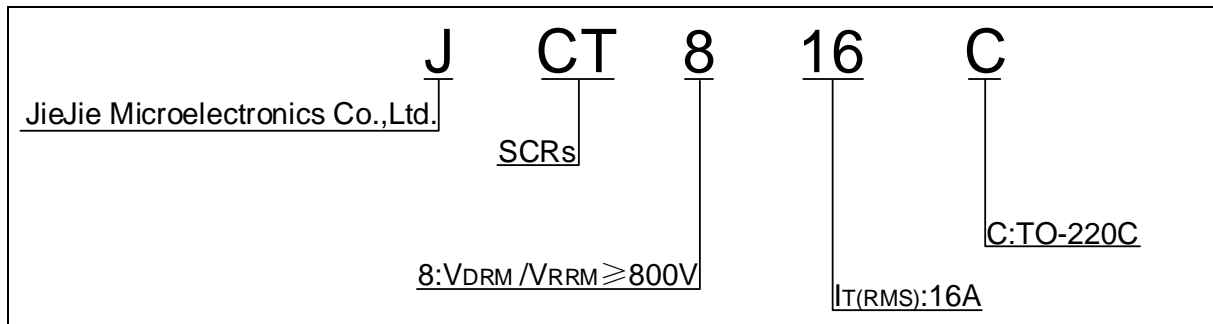 J CT 8 16 C
JieJie Microelectronics Co.,Ltd.
SCRs
C:TO-220C
8:VDRM /VRRM≥800V
IT(RMS):16A